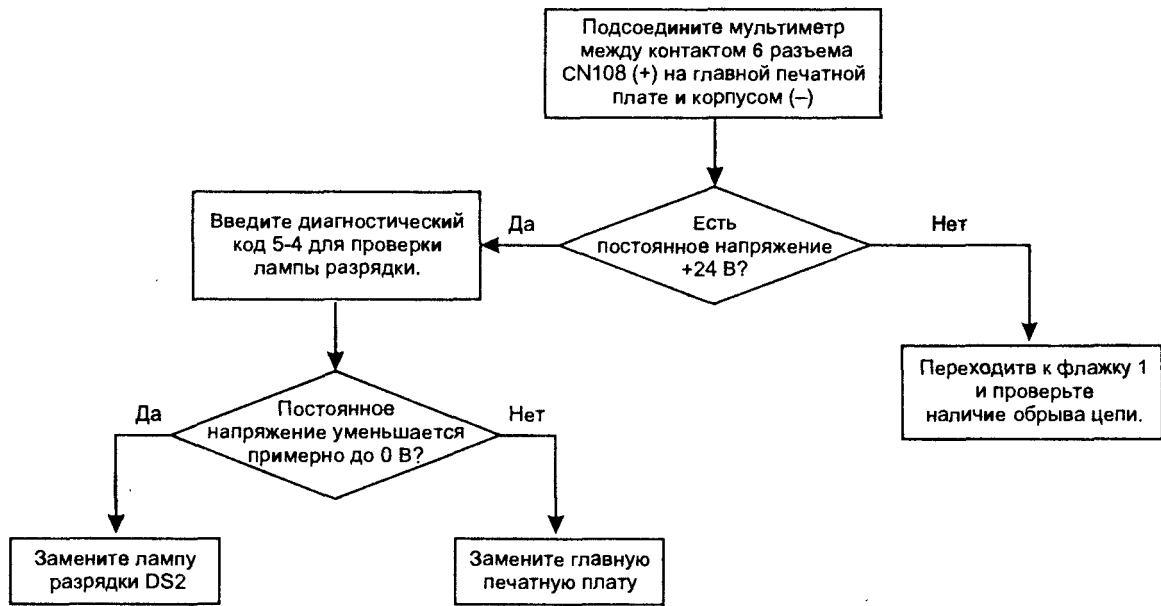 Подсоедините мультиметр
между контактом 6 разъема
CN108 (+) на главной печатной
плате и корпусом (–)
Введите диагностический
код 5-4 для проверки
лампы разрядки.
Да
Есть
постоянное напряжение
+24 В?
Нет
Переходитв к флажку 1
и проверьте
наличие обрыва цепи.
Да
Постоянное
напряжение уменьшается
примерно до 0 В?
Нет
Замените лампу
разрядки DS2
Замените главную
печатную плату